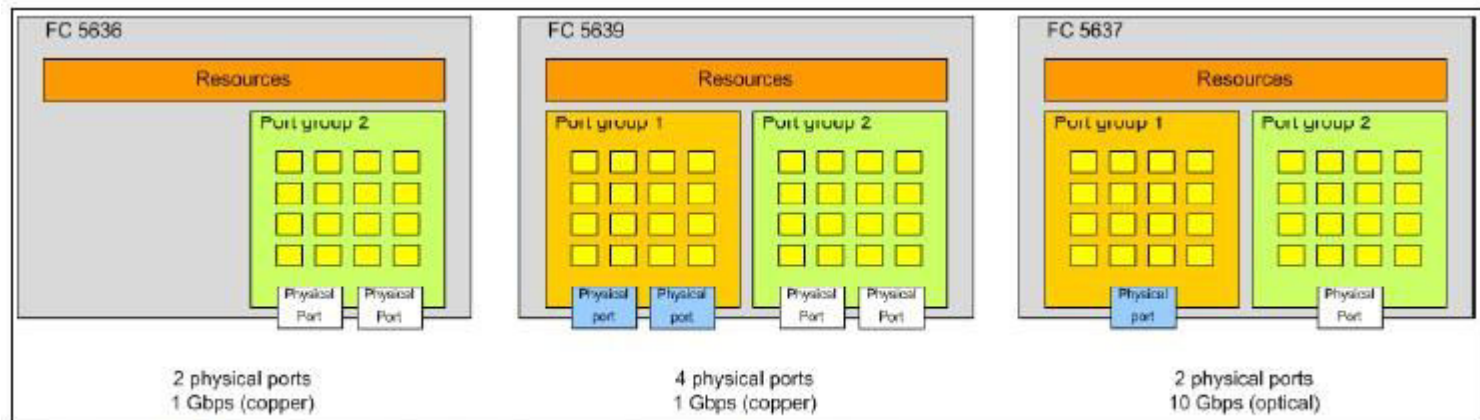 FC 5636
Resources
Port group 2
Physical
Port
Physical
Port
2 physical ports
1 Gbps (copper)
FC 5639
Resources
Port group 1
Port group 2
Physical
port
Physical
port
Physical
Port
Physical
Port
4 physical ports
1 Gbps (copper)
FC 5637
Resources
Port group 1
Port group 2
Physical
port
Physical
Port
2 physical ports
10 Gbps (optical)